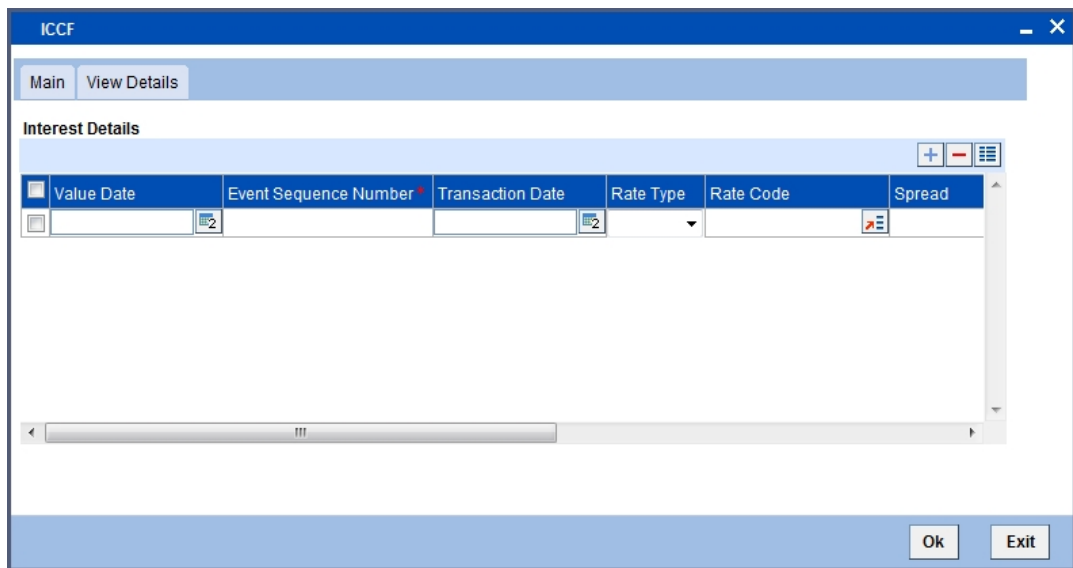 ICCF
Main View Details
Interest Details
Value Date Event Sequence Number * Transaction Date Rate Type Rate Code Spread
Ok Exit